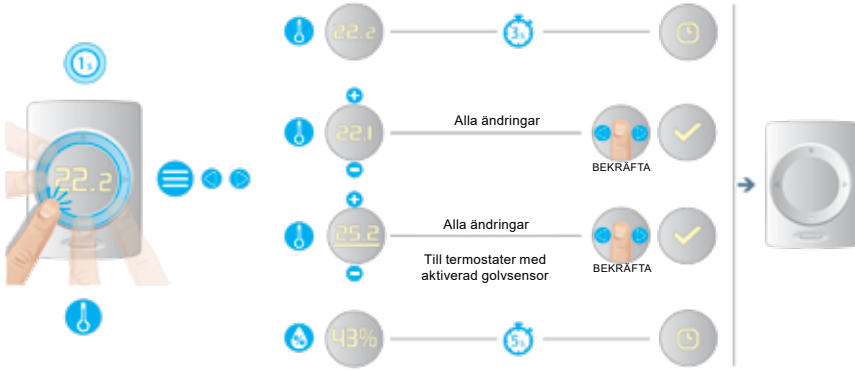 1s
22.2
22.2
3s
22.1
Alla ändringar
BEKRÄFTA
25.2
Alla ändringar
Till termostater med
aktiverad golvsensor
BEKRÄFTA
43%
5s